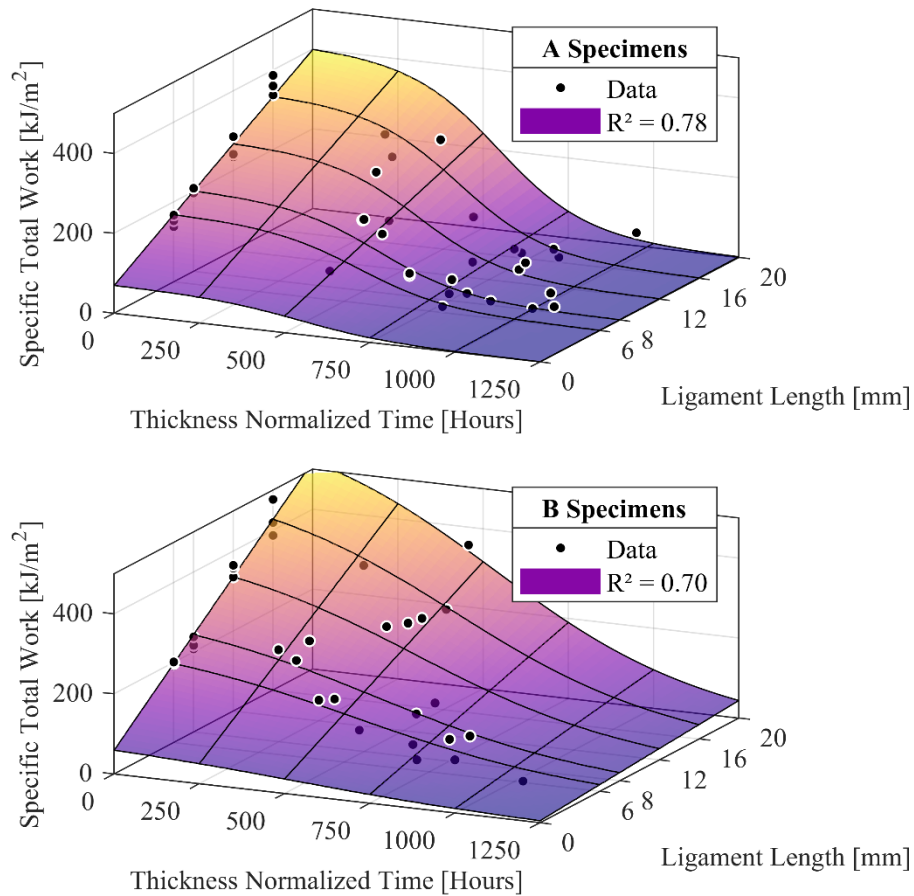 A Specimens
Data
R² = 0.78
Specific Total Work [kJ/m²]
400
200
0
0
250
500
750
1000
1250
Thickness Normalized Time [Hours]
0
6
8
12
16
20
Ligament Length [mm]
B Specimens
Data
R² = 0.70
Specific Total Work [kJ/m²]
400
200
0
0
250
500
750
1000
1250
Thickness Normalized Time [Hours]
0
6
8
12
16
20
Ligament Length [mm]